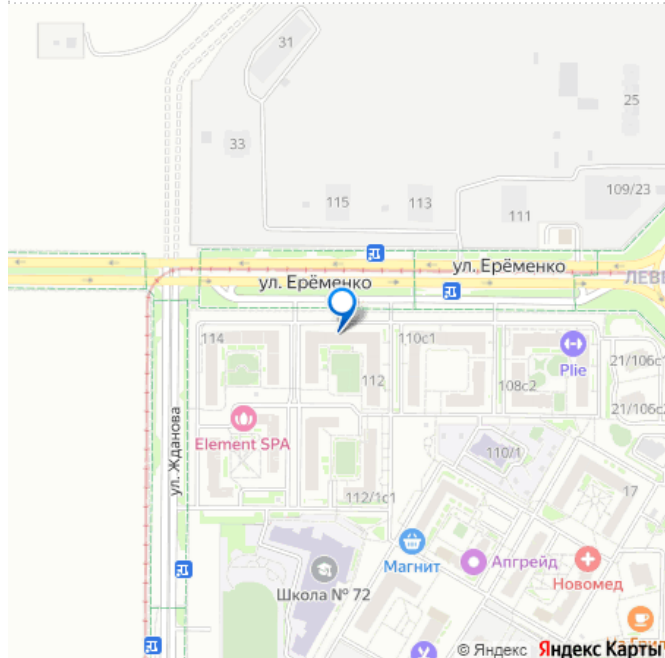 31
25
33
115
113
111
109/23
ул. Ерёменко
ул. Ерёменко
ЛЕВЕ
114
110с1
Plie
112
108с2
21/106с1
21/106с2
ул. Жданова
Element SPA
110/1
17
112/1с1
Магнит
Апгрейд
Новомед
Школа № 72
© Яндекс Яндекс Карты